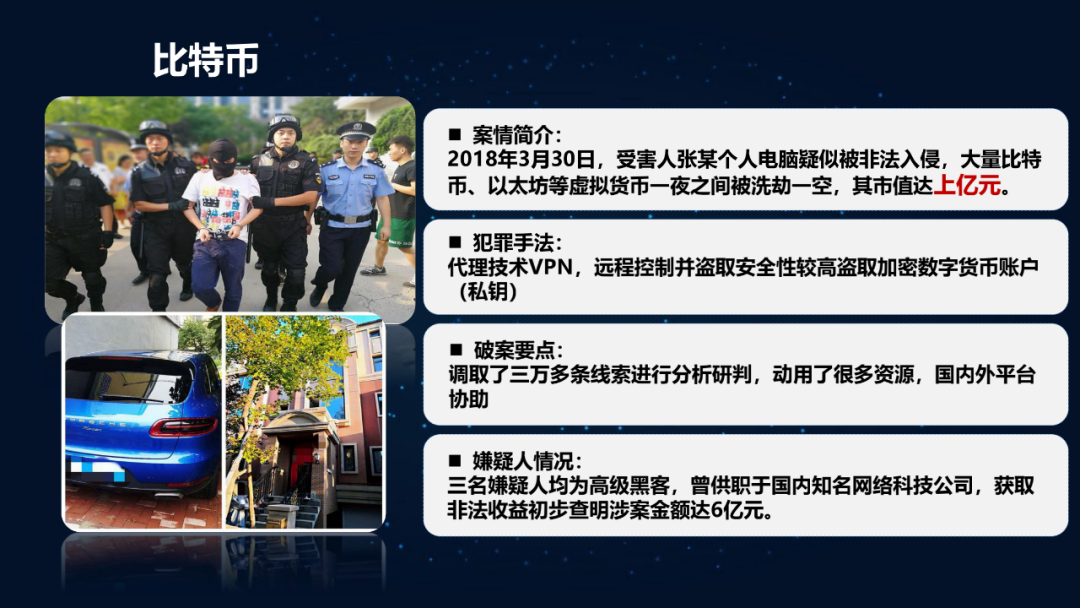 比特币
■ 案情简介：
2018年3月30日，受害人张某个人电脑疑似被非法入侵，大量比特
币、以太坊等虚拟货币一夜之间被洗劫一空，其市值达上亿元。
■ 犯罪手法：
代理技术VPN，远程控制并盗取安全性较高盗取加密数字货币账户
（私钥）
■ 破案要点：
调取了三万多条线索进行分析研判，动用了很多资源，国内外平台
协助
■ 嫌疑人情况：
三名嫌疑人均为高级黑客，曾供职于国内知名网络科技公司，获取
非法收益初步查明涉案金额达6亿元。
PORSCHE